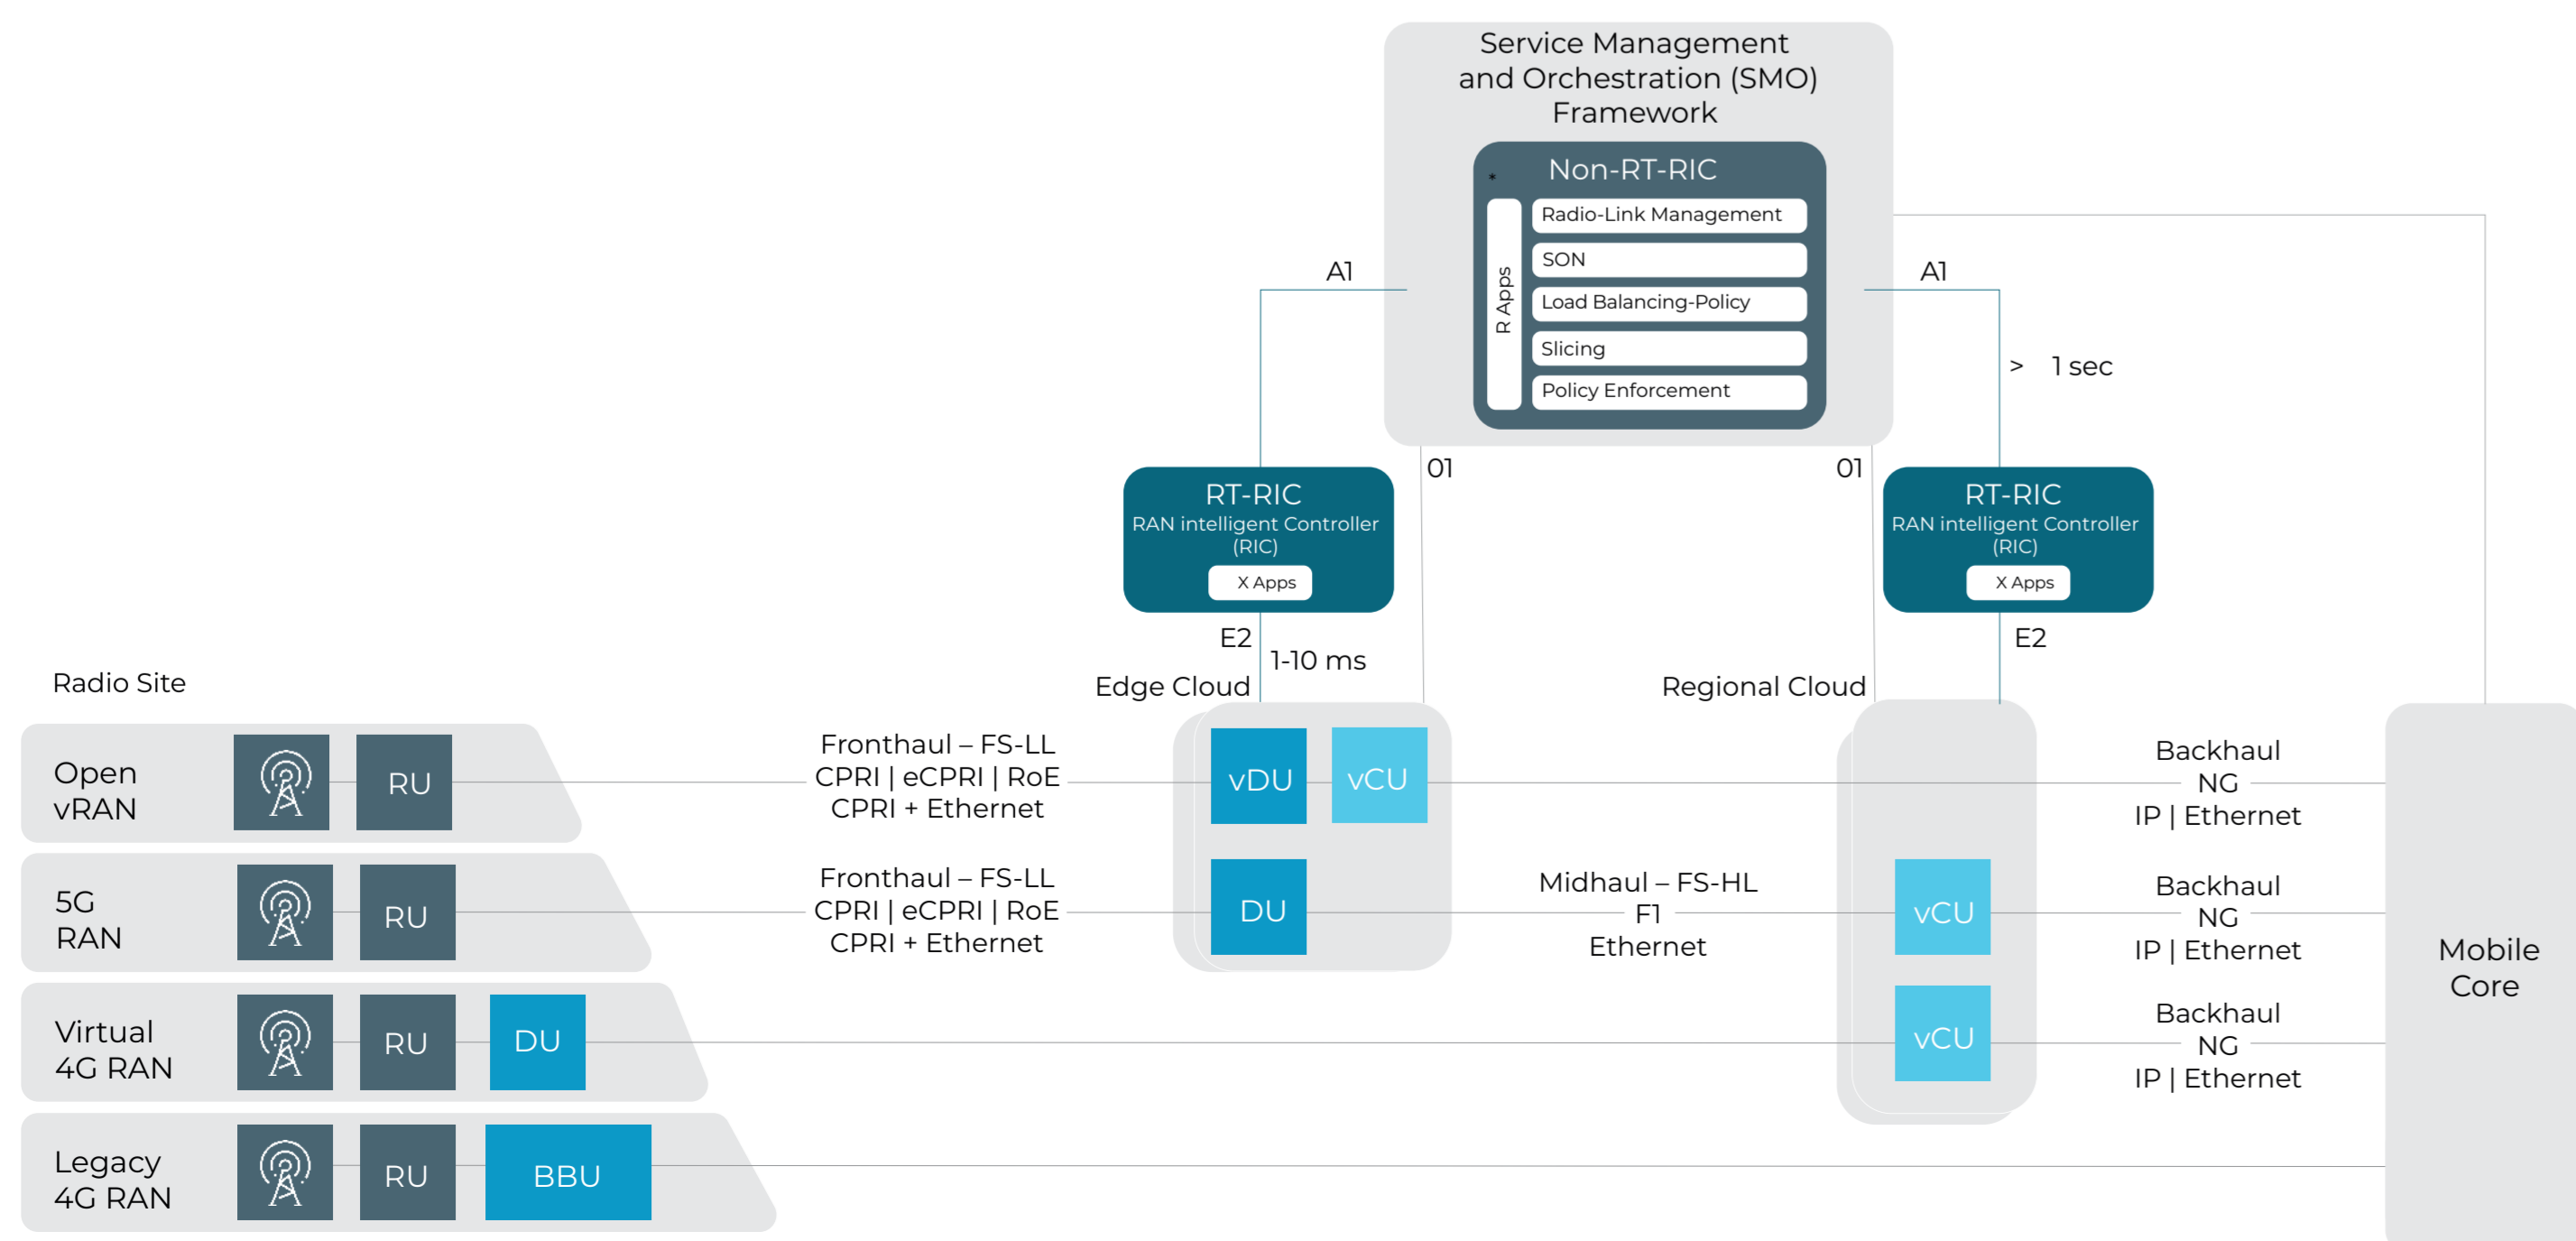 Service Management
and Orchestration (SMO)
Framework
* Non-RT-RIC
R Apps
Radio-Link Management
SON
Load Balancing-Policy
Slicing
Policy Enforcement
A1
A1
> 1 sec
01
01
RT-RIC
RAN intelligent Controller
(RIC)
X Apps
RT-RIC
RAN intelligent Controller
(RIC)
X Apps
E2
1-10 ms
E2
Radio Site
Edge Cloud
Regional Cloud
Open
vRAN
RU
Fronthaul – FS-LL
CPRI | eCPRI | RoE
CPRI + Ethernet
vDU
vCU
Backhaul
NG
IP | Ethernet
5G
RAN
RU
Fronthaul – FS-LL
CPRI | eCPRI | RoE
CPRI + Ethernet
DU
Midhaul – FS-HL
F1
Ethernet
vCU
Backhaul
NG
IP | Ethernet
Mobile
Core
Virtual
4G RAN
RU
DU
vCU
Backhaul
NG
IP | Ethernet
Legacy
4G RAN
RU
BBU